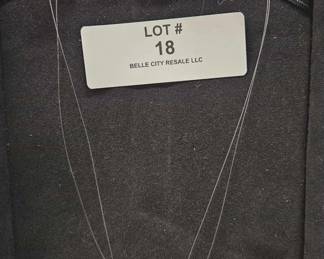 LOT #
18
BELLE CITY RESALE LLC